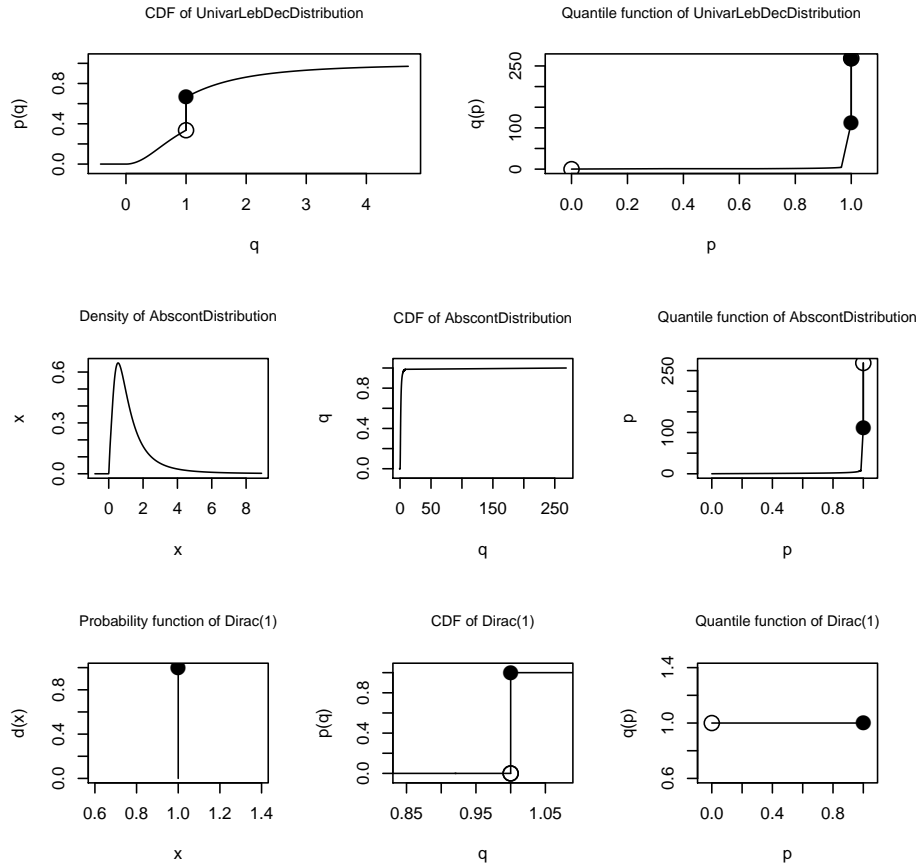 CDF of UnivarLebDecDistribution
p(q)
0.0 0.4 0.8
0 1 2 3 4
q
Quantile function of UnivarLebDecDistribution
q(p)
0 100 250
0.0 0.2 0.4 0.6 0.8 1.0
p
Density of AbscontDistribution
x
0.0 0.3 0.6
0 2 4 6 8
x
CDF of AbscontDistribution
q
0.0 0.4 0.8
0 50 150 250
q
Quantile function of AbscontDistribution
p
0 100 250
0.0 0.4 0.8
p
Probability function of Dirac(1)
d(x)
0.0 0.4 0.8
0.6 0.8 1.0 1.2 1.4
x
CDF of Dirac(1)
p(q)
0.0 0.4 0.8
0.85 0.95 1.05
q
Quantile function of Dirac(1)
q(p)
0.6 1.0 1.4
0.0 0.4 0.8
p